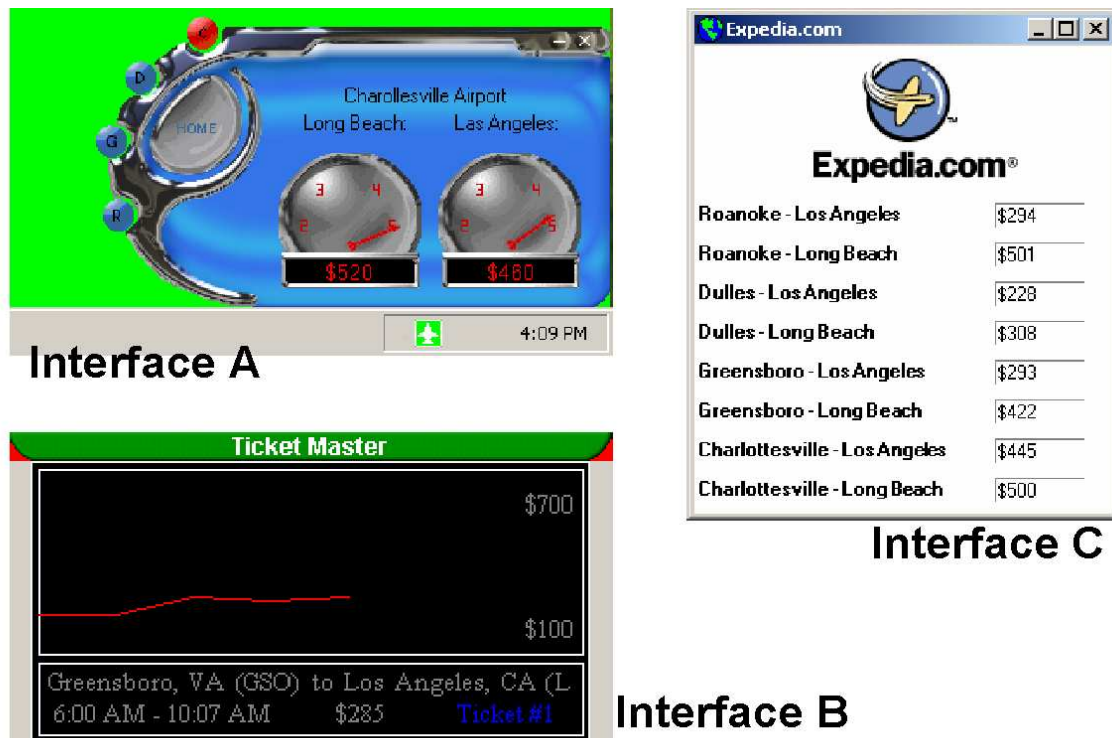 C
D
HOME
G
R
Charollesville Airport
Long Beach: Las Angeles:
3 4
2 5
3 4
2 5
$520
$460
4:09 PM
Interface A
Ticket Master
$700
$100
Greensboro, VA (GSO) to Los Angeles, CA (L
6:00 AM - 10:07 AM $285 Ticket #1
Interface B
Expedia.com
TM
Expedia.com®
Roanoke - Los Angeles $294
Roanoke - Long Beach $501
Dulles - Los Angeles $228
Dulles - Long Beach $308
Greensboro - Los Angeles $293
Greensboro - Long Beach $422
Charlottesville - Los Angeles $445
Charlottesville - Long Beach $500
Interface C